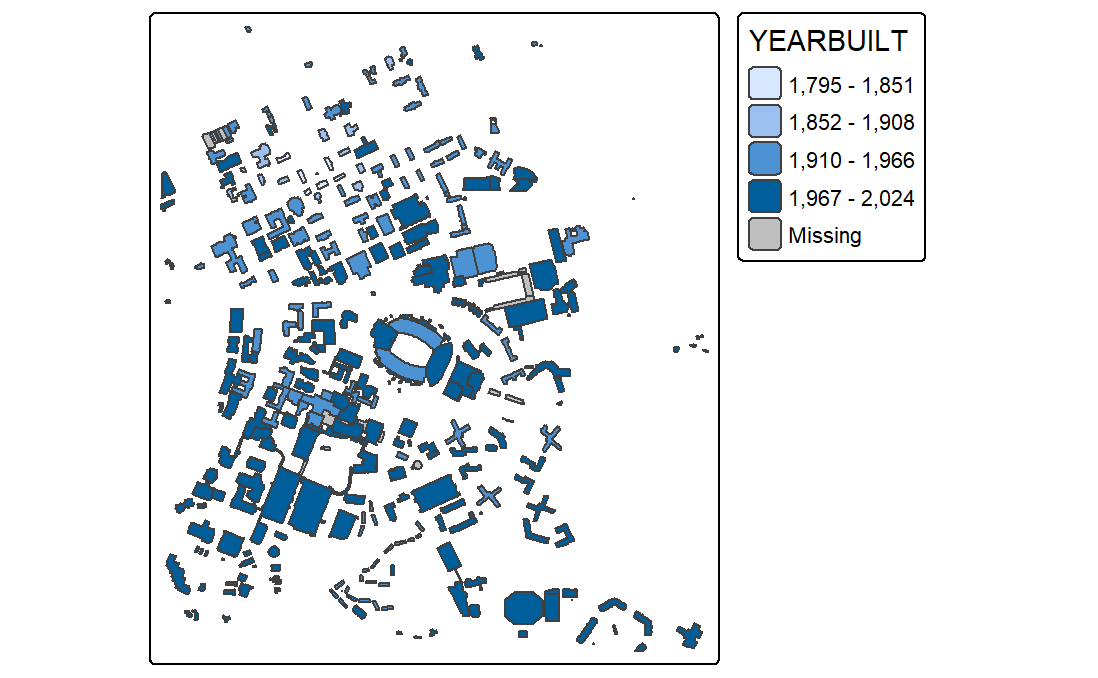 YEARBUILT
1,795 - 1,851
1,852 - 1,908
1,910 - 1,966
1,967 - 2,024
Missing